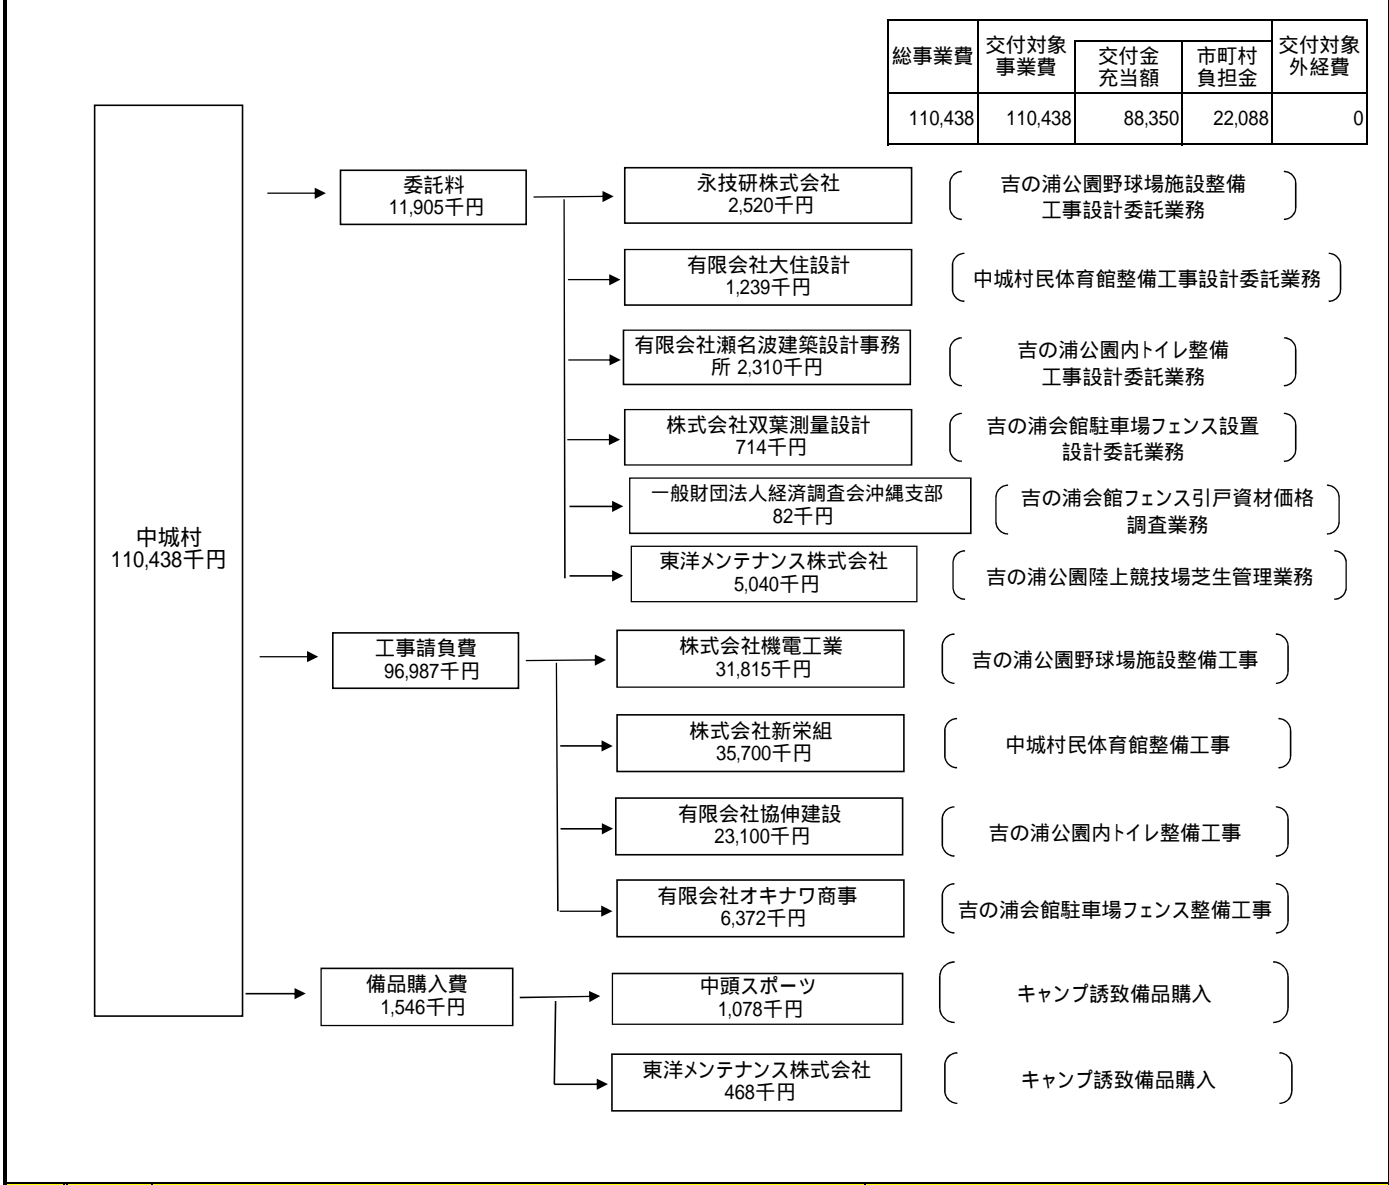 総事業費
交付対象
事業費
交付金
充当額
市町村
負担金
交付対象
外経費
110,438
110,438
88,350
22,088
0
中城村
110,438千円
委託料
11,905千円
永技研株式会社
2,520千円
吉の浦公園野球場施設整備
工事設計委託業務
有限会社大住設計
1,239千円
中城村民体育館整備工事設計委託業務
有限会社瀬名波建築設計事務
所 2,310千円
吉の浦公園内トイレ整備
工事設計委託業務
株式会社双葉測量設計
714千円
吉の浦会館駐車場フェンス設置
設計委託業務
一般財団法人経済調査会沖縄支部
82千円
吉の浦会館フェンス引戸資材価格
調査業務
東洋メンテナンス株式会社
5,040千円
吉の浦公園陸上競技場芝生管理業務
工事請負費
96,987千円
株式会社機電工業
31,815千円
吉の浦公園野球場施設整備工事
株式会社新栄組
35,700千円
中城村民体育館整備工事
有限会社協伸建設
23,100千円
吉の浦公園内トイレ整備工事
有限会社オキナワ商事
6,372千円
吉の浦会館駐車場フェンス整備工事
備品購入費
1,546千円
中頭スポーツ
1,078千円
キャンプ誘致備品購入
東洋メンテナンス株式会社
468千円
キャンプ誘致備品購入